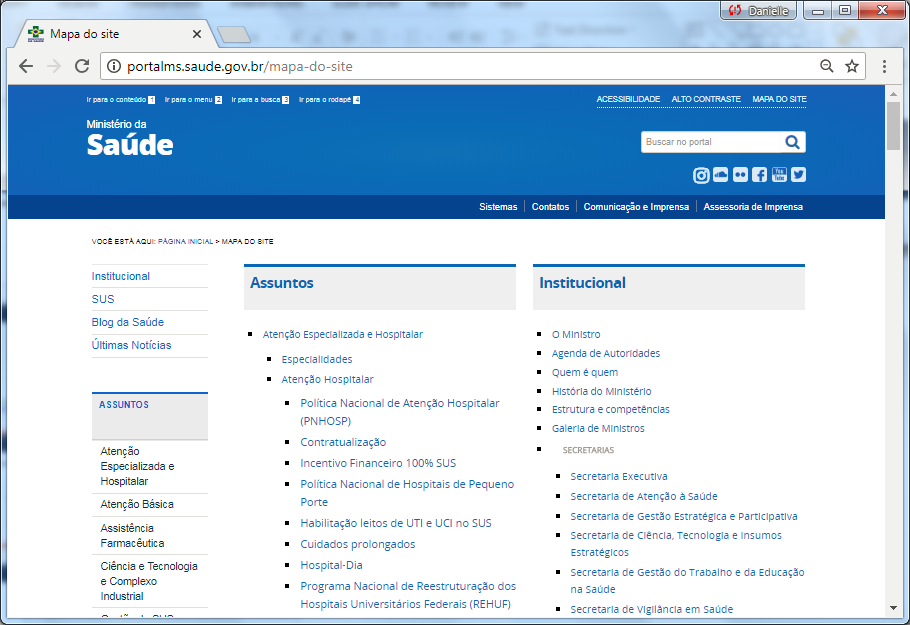 Danielle
Mapa do site
portalms.saude.gov.br/mapa-do-site
Ir para o conteúdo 1 Ir para o menu 2 Ir para a busca 3 Ir para o rodapé 4
ACESSIBILIDADE ALTO CONTRASTE MAPA DO SITE
Ministério da
Saúde
Buscar no portal
You Tube
Sistemas Contatos Comunicação e Imprensa Assessoria de Imprensa
VOCÊ ESTÁ AQUI: PÁGINA INICIAL > MAPA DO SITE
Institucional
SUS
Blog da Saúde
Últimas Notícias
ASSUNTOS
Atenção
Especializada e
Hospitalar
Atenção Básica
Assistência
Farmacêutica
Ciência e Tecnologia
e Complexo
Industrial
Assuntos
Atenção Especializada e Hospitalar
Especialidades
Atenção Hospitalar
Política Nacional de Atenção Hospitalar
(PNHOSP)
Contratualização
Incentivo Financeiro 100% SUS
Política Nacional de Hospitais de Pequeno
Porte
Habilitação leitos de UTI e UCI no SUS
Cuidados prolongados
Hospital-Dia
Programa Nacional de Reestruturação dos
Hospitais Universitários Federais (REHUF)
Institucional
O Ministro
Agenda de Autoridades
Quem é quem
História do Ministério
Estrutura e competências
Galeria de Ministros
SECRETARIAS
Secretaria Executiva
Secretaria de Atenção à Saúde
Secretaria de Gestão Estratégica e Participativa
Secretaria de Ciência, Tecnologia e Insumos
Estratégicos
Secretaria de Gestão do Trabalho e da Educação
na Saúde
Secretaria de Vigilância em Saúde